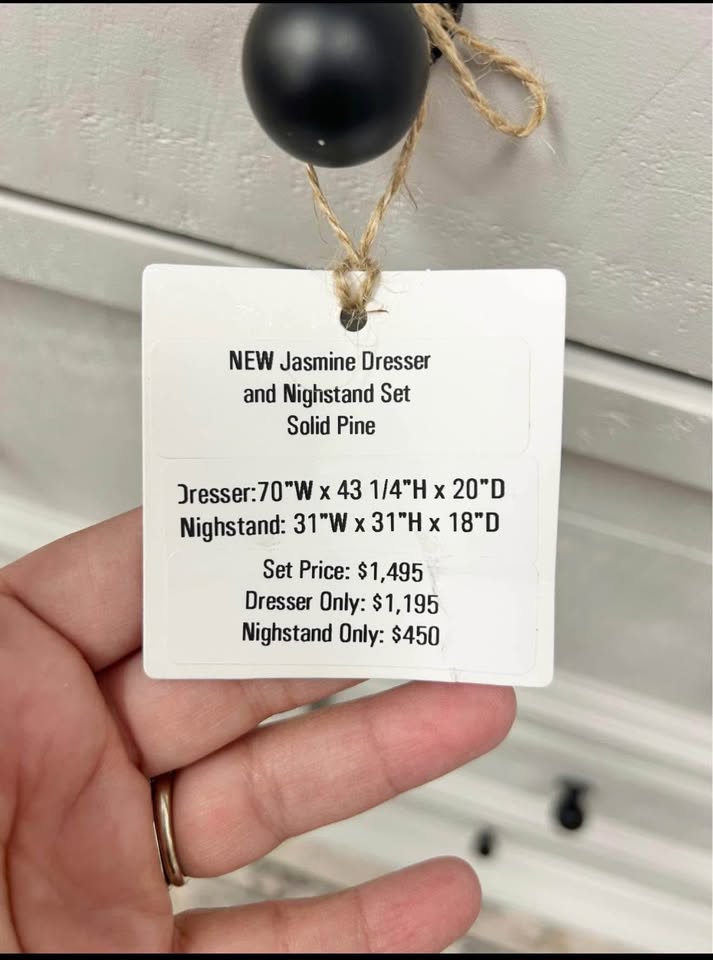 NEW Jasmine Dresser
and Nighstand Set
Solid Pine
Dresser:70"W x 43 1/4"H x 20"D
Nighstand: 31"W x 31"H x 18"D
Set Price: $1,495
Dresser Only: $1,195
Nighstand Only: $450